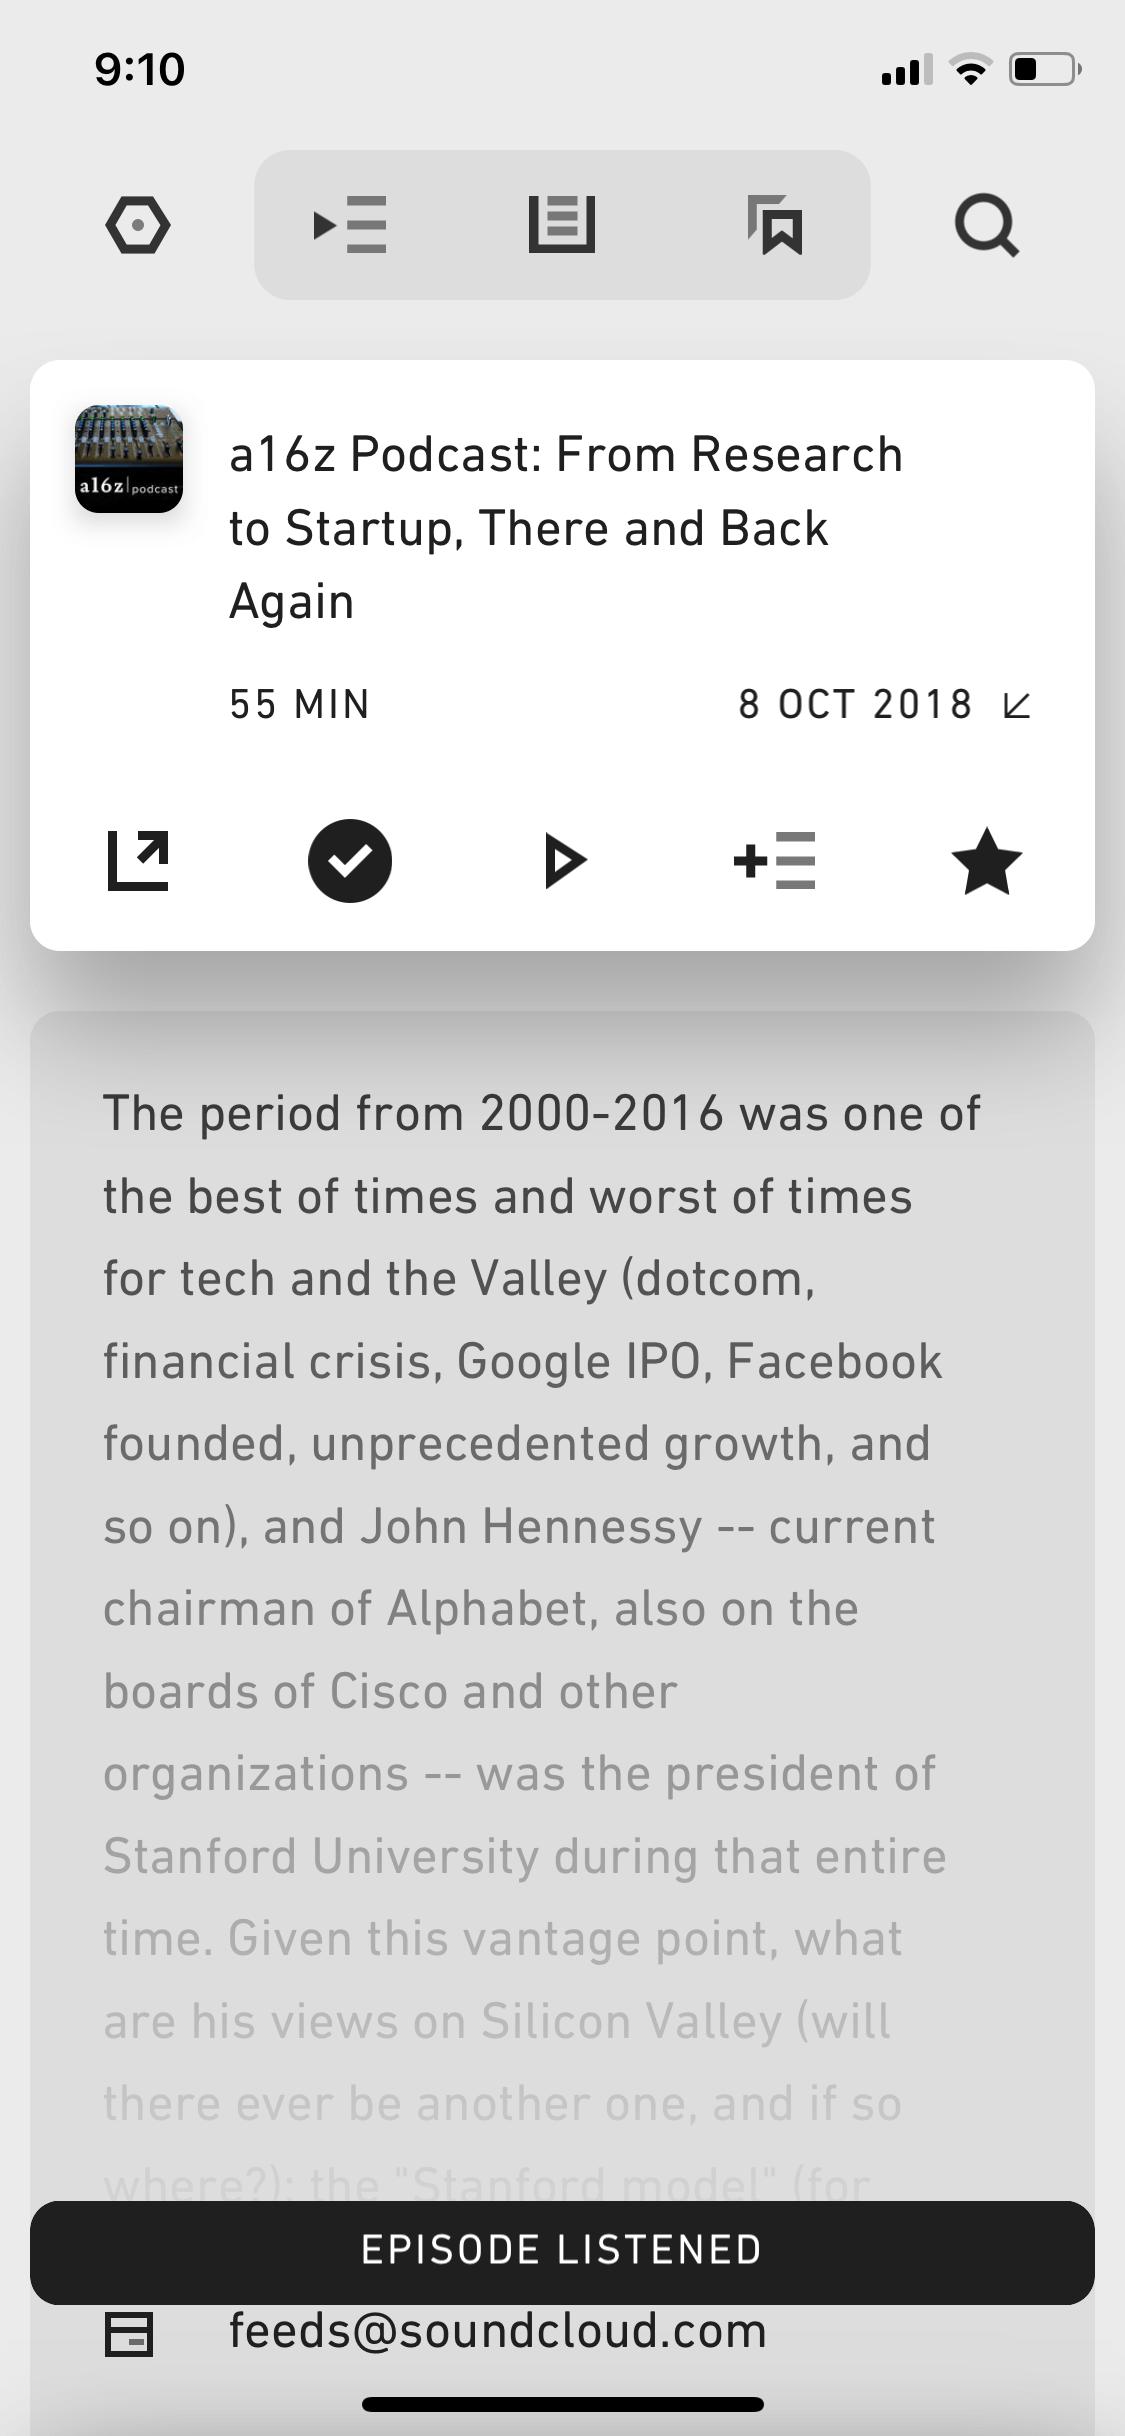 9:10
a16z podcast
a16z Podcast: From Research
to Startup, There and Back
Again
55 MIN
8 OCT 2018
The period from 2000-2016 was one of
the best of times and worst of times
for tech and the Valley (dotcom,
financial crisis, Google IPO, Facebook
founded, unprecedented growth, and
so on), and John Hennessy -- current
chairman of Alphabet, also on the
boards of Cisco and other
organizations -- was the president of
Stanford University during that entire
time. Given this vantage point, what
are his views on Silicon Valley (will
there ever be another one, and if so
where?); the "Stanford model" (for
EPISODE LISTENED
feeds@soundcloud.com